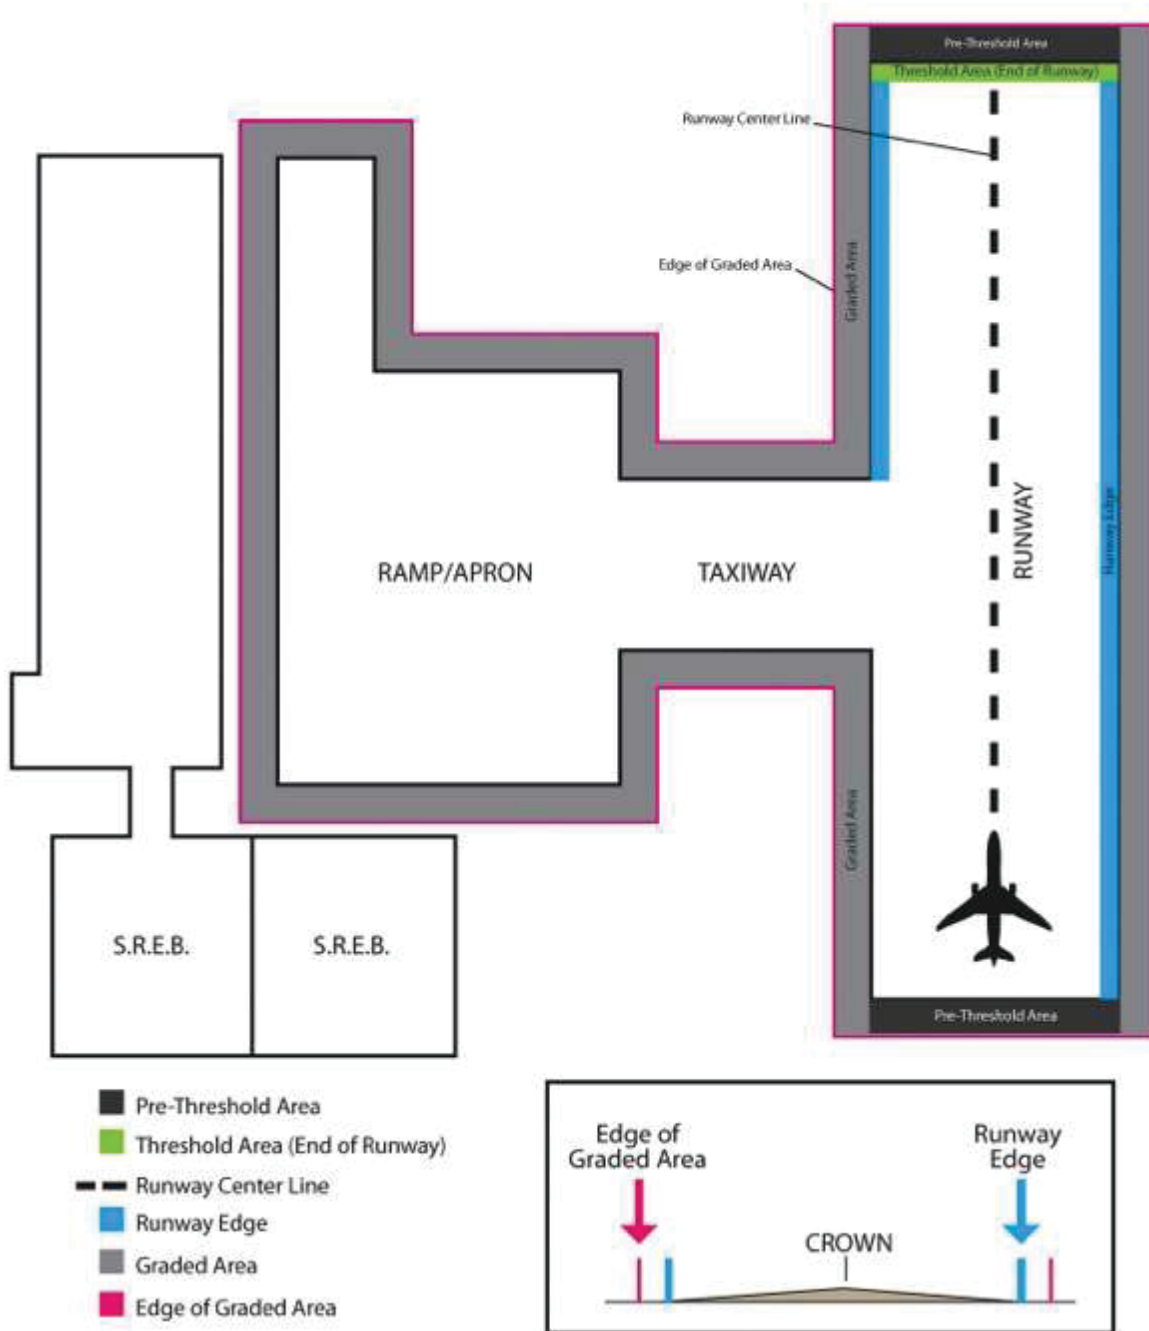 Pre-Threshold Area
Threshold Area (End of Runway)
Runway Center Line
Edge of Graded Area
Graded Area
Runway Edge
RUNWAY
RAMP/APRON
TAXIWAY
Graded Area
S.R.E.B.
S.R.E.B.
Pre-Threshold Area
Pre-Threshold Area
Threshold Area (End of Runway)
Runway Center Line
Runway Edge
Graded Area
Edge of Graded Area
Edge of
Graded Area
Runway
Edge
CROWN